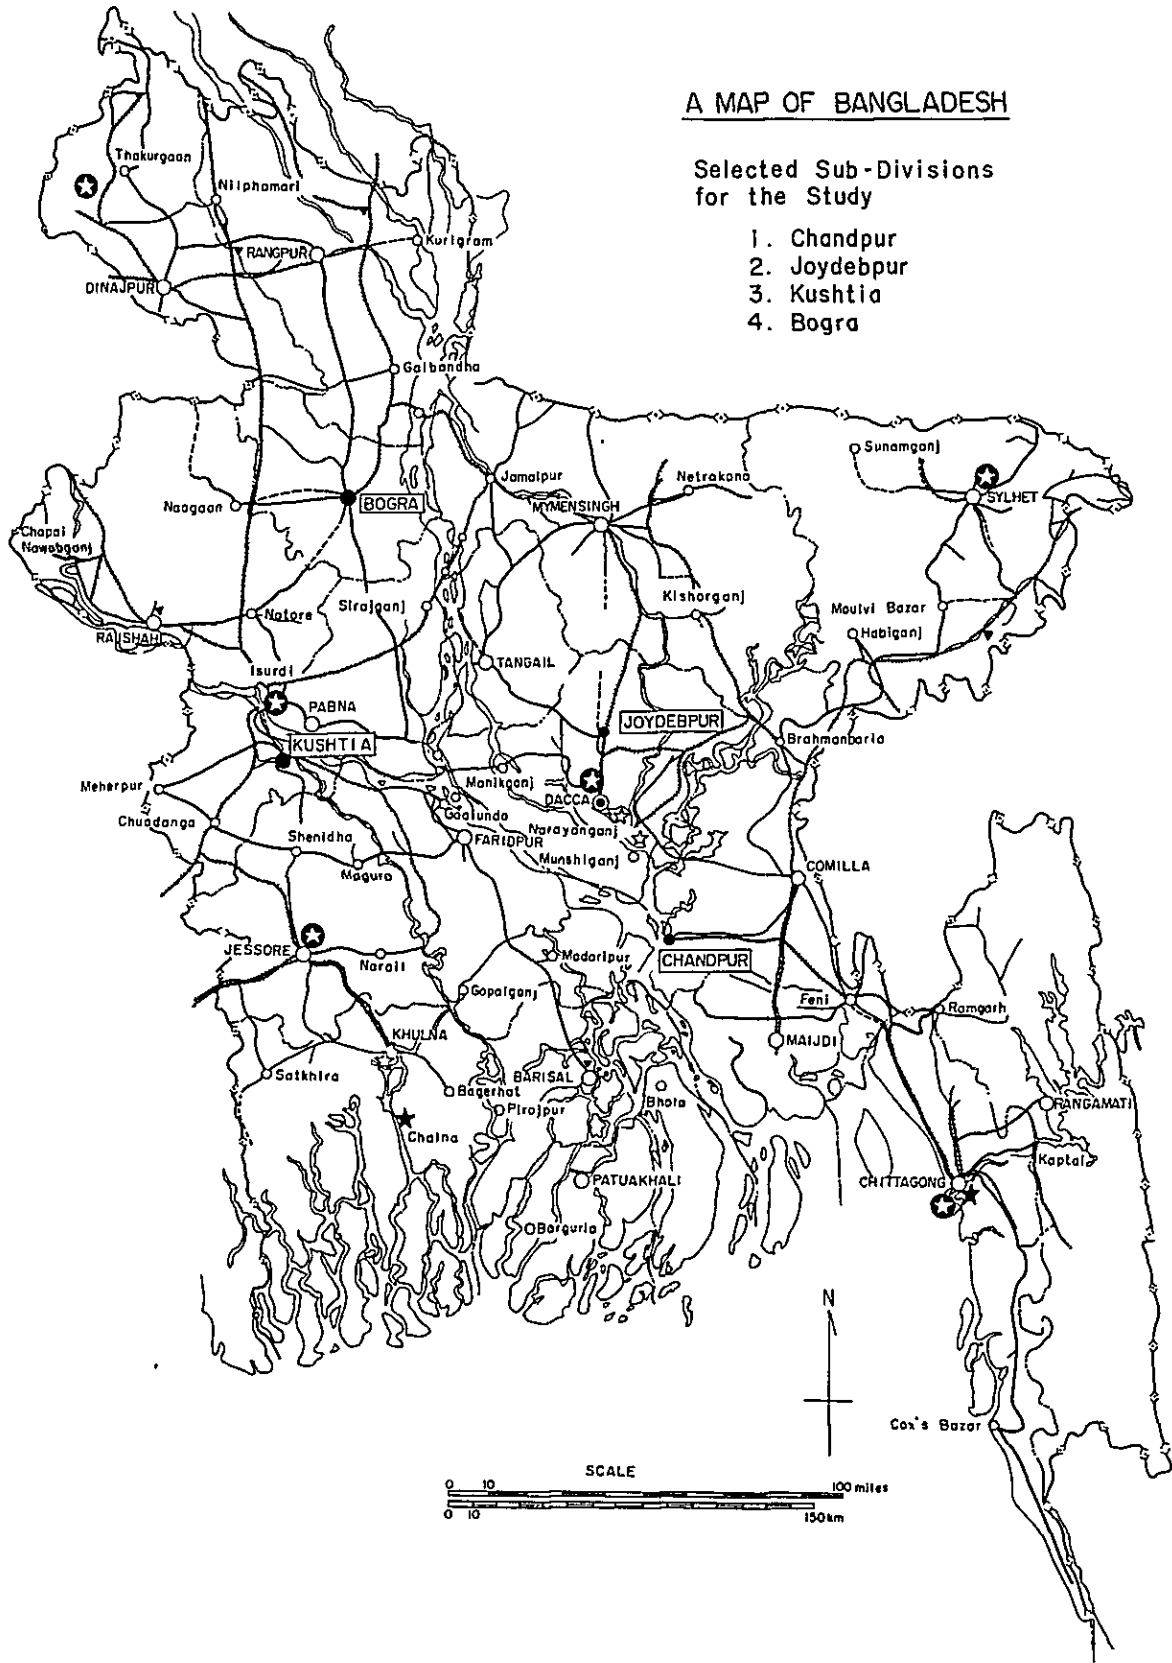 A MAP OF BANGLADESH
Selected Sub-Divisions
for the Study
1. Chandpur
2. Joydebpur
3. Kushtia
4. Bogra
Thakurgaon
Nilphamari
RANGPUR
Kurigram
DINAJPUR
Gaibandha
Sunamganj
SYLHET
Jamalpur
Netrakona
MYMENSINGH
Naogaon
BOGRA
Chapai
Nawabganj
Natore
Sirajganj
Kishorganj
Moulvi Bazar
Habiganj
RAJSHAHI
Isurdi
TANGAIL
PABNA
JOYDEBPUR
KUSHTIA
Brahmanbaria
Meherpur
Manikganj
DACCA
Chuadanga
Goalundo
Narayanganj
Shenidha
FARIDPUR
Munshiganj
Magura
COMILLA
JESSORE
Narail
Madaripur
CHANDPUR
Gopalganj
Feni
Ramgarh
KHULNA
MAIJDI
Satkhira
BARISAL
Bagerhat
Bhola
Pirojpur
RANGAMATI
Chalna
Kaptai
PATUAKHALI
CHITTAGONG
Barguria
N
Cox's Bazar
SCALE
0 10 100 miles
0 10 150km